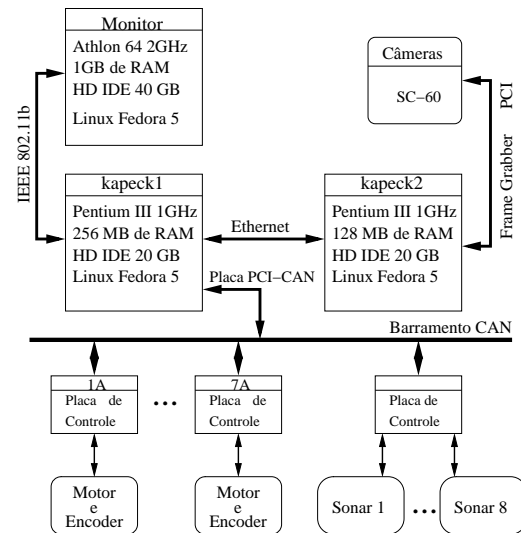 Monitor
Athlon 64 2GHz
1GB de RAM
HD IDE 40 GB
Linux Fedora 5
Câmeras
SC−60
IEEE 802.11b
Frame Grabber PCI
kapeck1
Pentium III 1GHz
256 MB de RAM
HD IDE 20 GB
Linux Fedora 5
Ethernet
kapeck2
Pentium III 1GHz
128 MB de RAM
HD IDE 20 GB
Linux Fedora 5
Placa PCI−CAN
Barramento CAN
1A
Placa de
Controle
...
7A
Placa de
Controle
Placa de
Controle
Motor
e
Encoder
Motor
e
Encoder
Sonar 1
...
Sonar 8